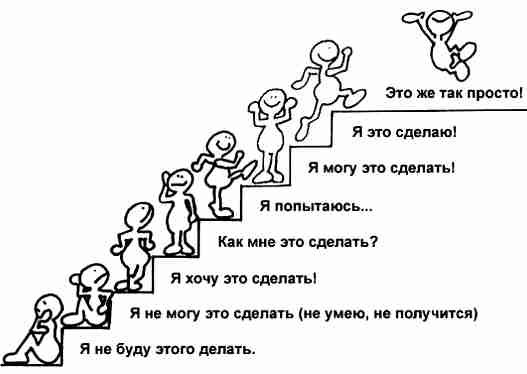 Это же так просто!
Я это сделаю!
Я могу это сделать!
Я попытаюсь...
Как мне это сделать?
Я хочу это сделать!
Я не могу это сделать (не умею, не получится)
Я не буду этого делать.